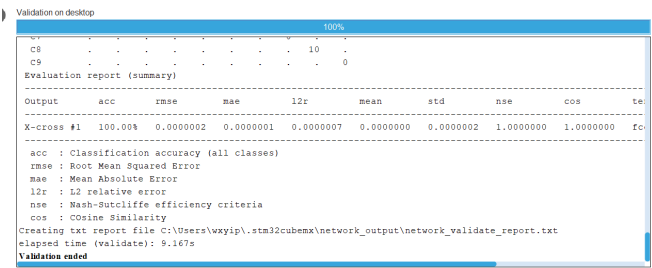 Validation on desktop
100%
C8 . . . . . . . . 10 .
C9 . . . . . . . . . 0
Evaluation report (summary)
Output acc rmse mae l2r mean std nse cos
X-cross #1 100.00% 0.0000002 0.0000001 0.0000007 0.0000000 0.0000002 1.0000000 1.0000000
acc : Classification accuracy (all classes)
rmse : Root Mean Squared Error
mae : Mean Absolute Error
l2r : L2 relative error
nse : Nash-Sutcliffe efficiency criteria
cos : COsine Similarity
Creating txt report file C:\Users\wxyip\.stm32cubemx\network_output\network_validate_report.txt
elapsed time (validate): 9.167s
Validation ended